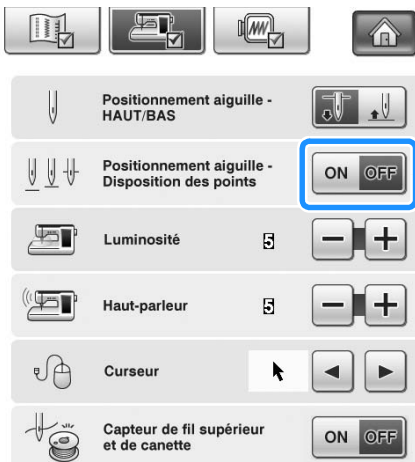 Positionnement aiguille -
HAUT/BAS
Positionnement aiguille -
Disposition des points
ON OFF
Luminosité 5 - +
Haut-parleur 5 - +
Curseur
Capteur de fil supérieur
et de canette
ON OFF